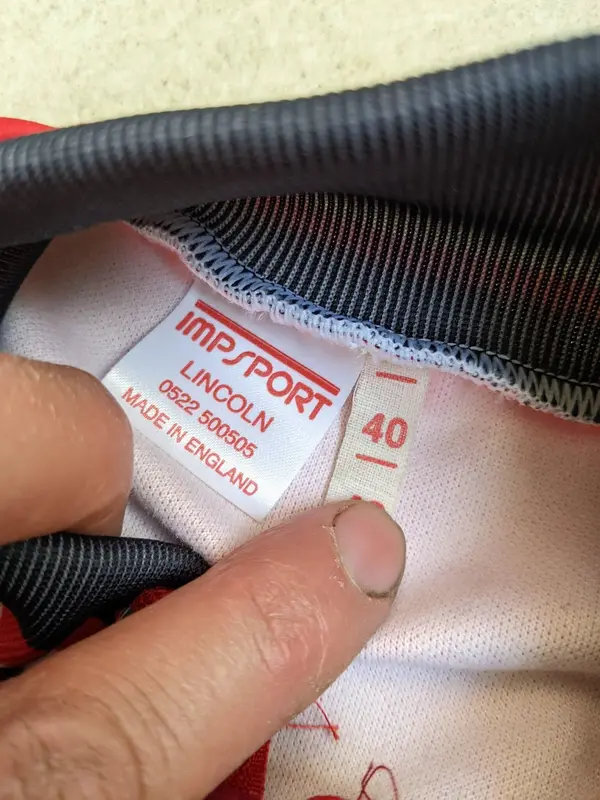 IMPSPORT
LINCOLN
0522 500505
MADE IN ENGLAND
40